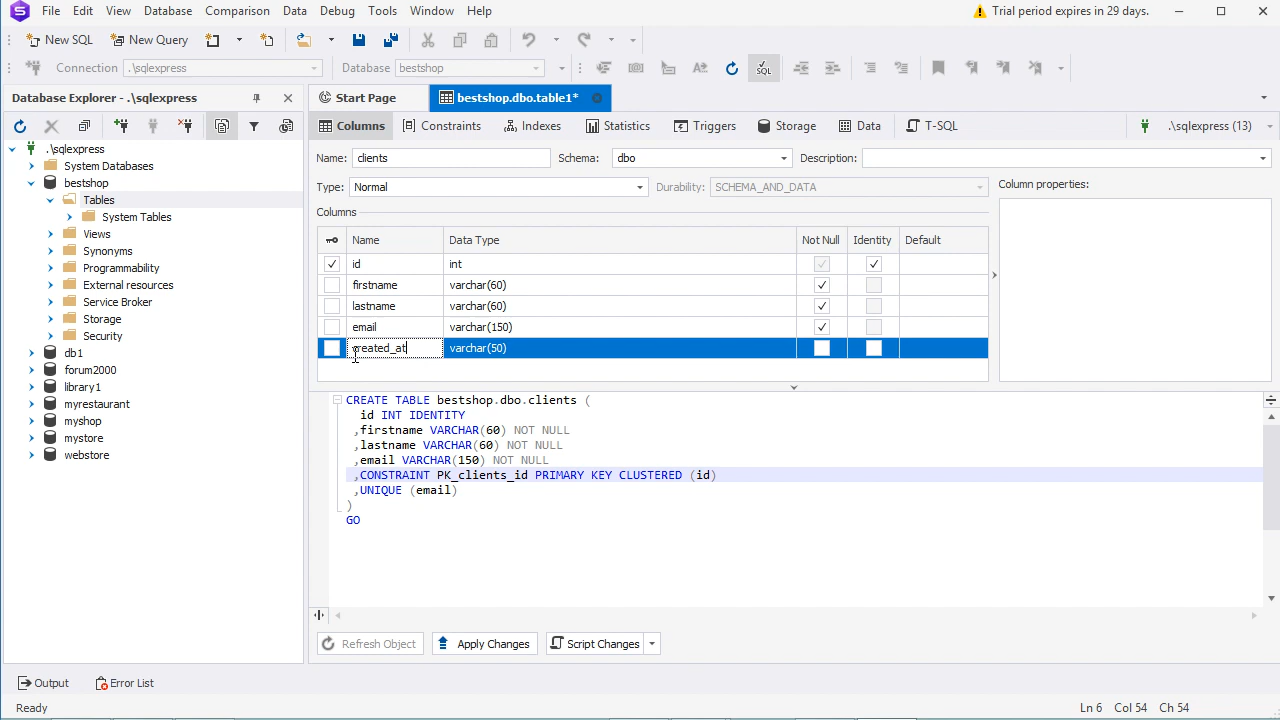 File Edit View Database Comparison Data Debug Tools Window Help Trial period expires in 29 days.
New SQL New Query
Connection .\sqlexpress Database bestshop SQL
Database Explorer - .\sqlexpress Start Page bestshop.dbo.table1*
Columns Constraints Indexes Statistics Triggers Storage Data T-SQL .\sqlexpress (13)
.\sqlexpress
System Databases
bestshop
Tables
System Tables
Views
Synonyms
Programmability
External resources
Service Broker
Storage
Security
db1
forum2000
library1
myrestaurant
myshop
mystore
webstore
Name: clients Schema: dbo Description:
Type: Normal Durability: SCHEMA_AND_DATA Column properties:
Columns
Name Data Type Not Null Identity Default
id int
firstname varchar(60)
lastname varchar(60)
email varchar(150)
created_at varchar(50)
CREATE TABLE bestshop.dbo.clients (
id INT IDENTITY
,firstname VARCHAR(60) NOT NULL
,lastname VARCHAR(60) NOT NULL
,email VARCHAR(150) NOT NULL
,CONSTRAINT PK_clients_id PRIMARY KEY CLUSTERED (id)
,UNIQUE (email)
)
GO
Refresh Object Apply Changes Script Changes
Output Error List
Ready Ln 6 Col 54 Ch 54